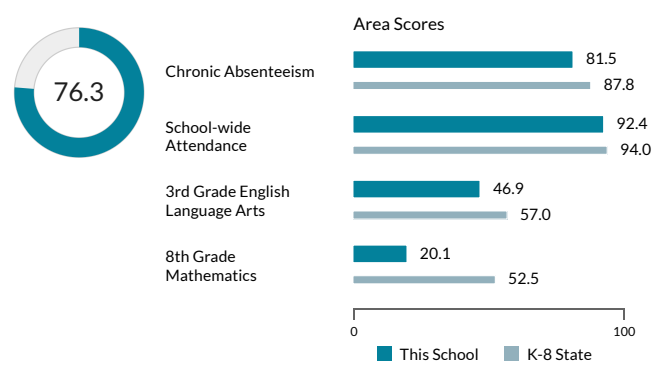 76.3
Area Scores
Chronic Absenteeism
81.5
87.8
School-wide
Attendance
92.4
94.0
3rd Grade English
Language Arts
46.9
57.0
8th Grade
Mathematics
20.1
52.5
0 100
This School K-8 State